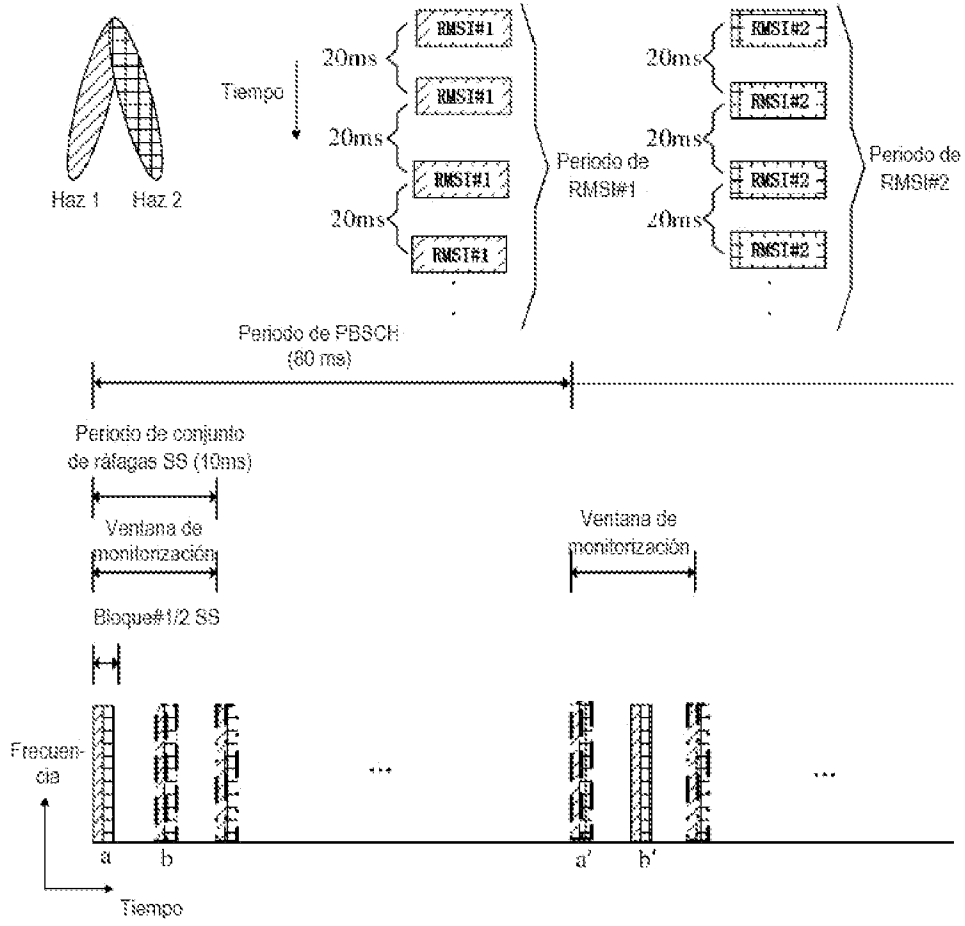 Haz 1
Haz 2
Tiempo
20ms
20ms
20ms
RMSI#1
RMSI#1
RMSI#1
RMSI#1
Periodo de
RMSI#1
20ms
20ms
20ms
RMSI#2
RMSI#2
RMSI#2
RMSI#2
Periodo de
RMSI#2
Periodo de PBSCH
(80 ms)
Periodo de conjunto
de ráfagas SS (10ms)
Ventana de
monitorización
Ventana de
monitorización
Bloque#1/2 SS
Frecuen-
cia
...
...
a
b
a'
b'
Tiempo